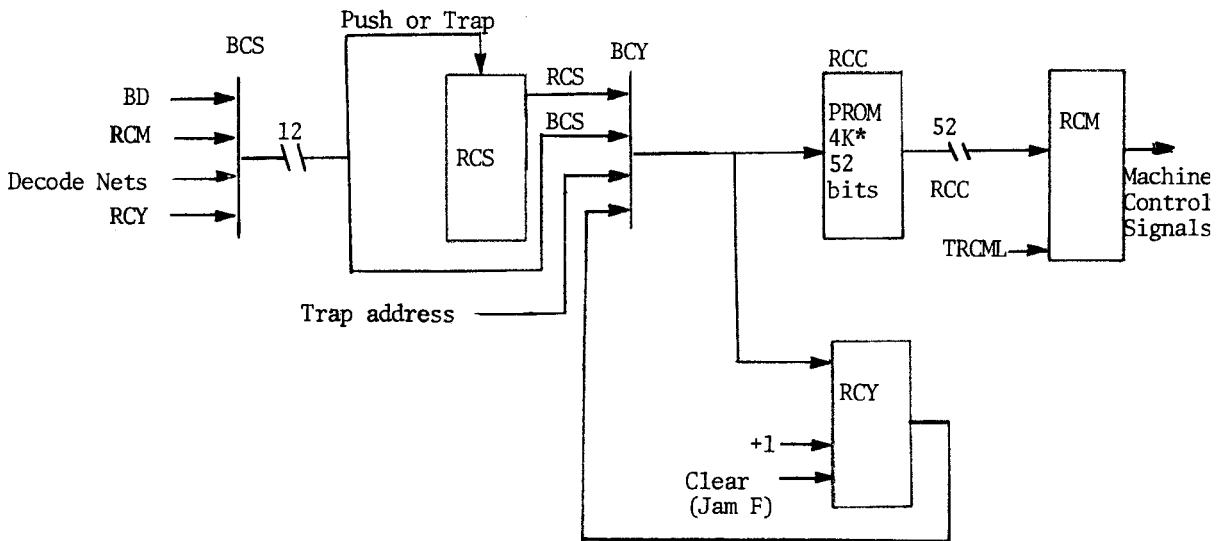 Push or Trap
BCS
BD
RCM
Decode Nets
RCY
12
RCS
RCS
BCS
BCY
Trap address
RCC
PROM
4K*
52
bits
52
RCC
RCM
TRCML
Machine
Control
Signals
RCY
+1
Clear
(Jam F)